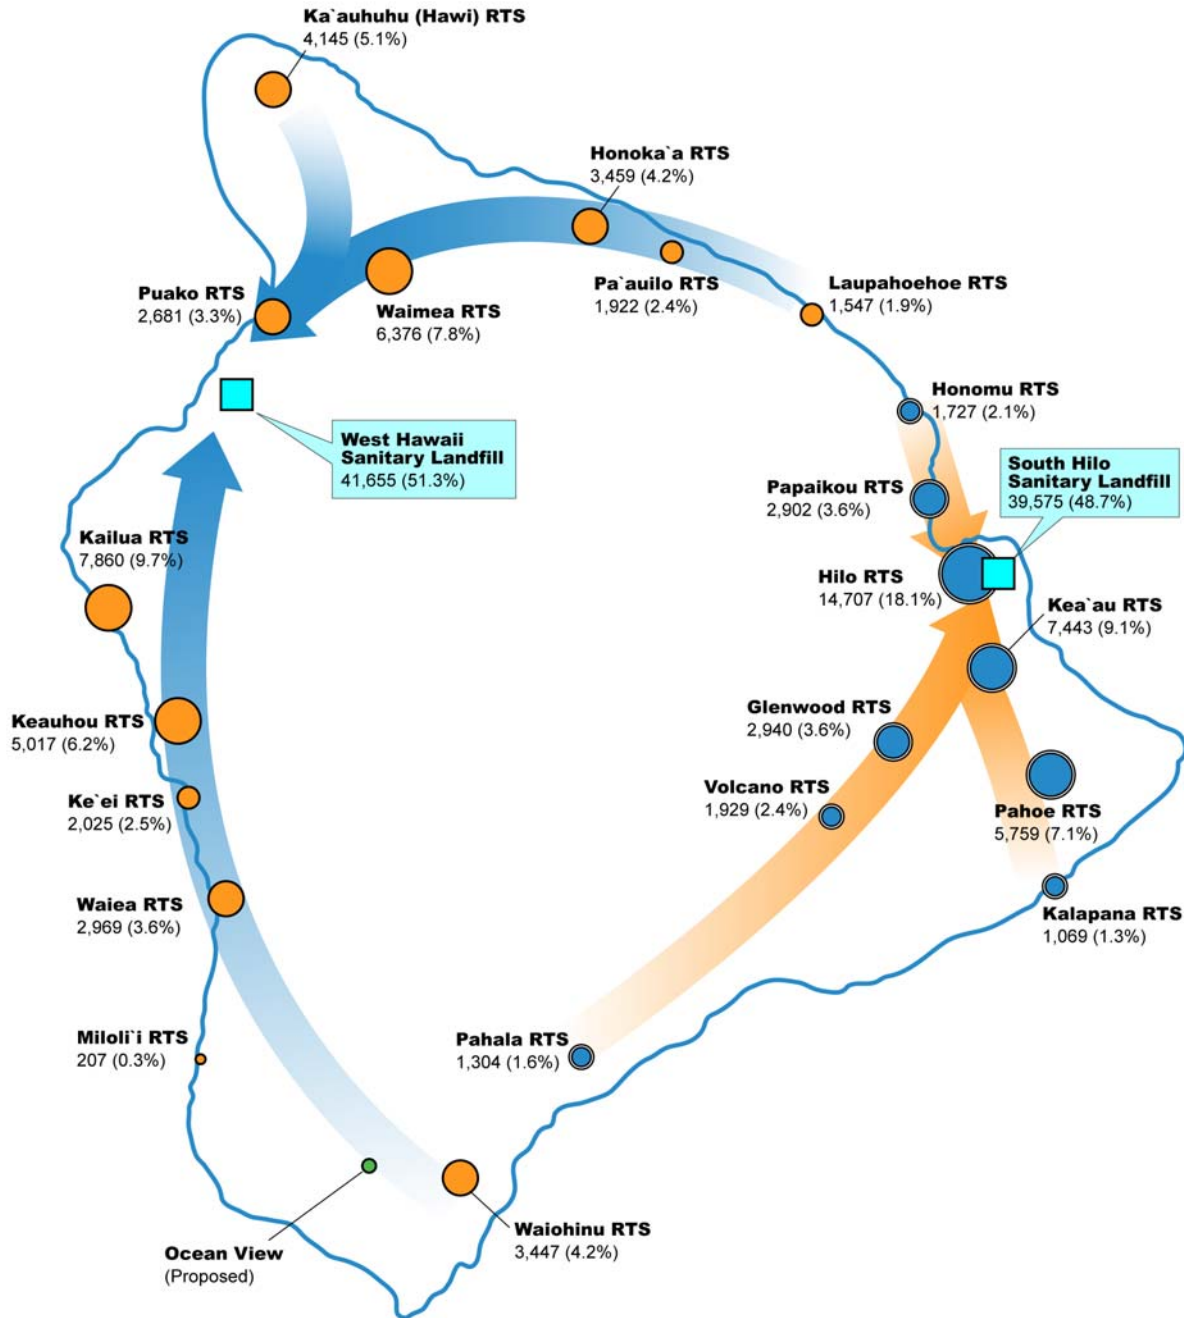 Ka`auhuhu (Hawi) RTS
4,145 (5.1%)
Honoka`a RTS
3,459 (4.2%)
Pa`auilo RTS
1,922 (2.4%)
Laupahoehoe RTS
1,547 (1.9%)
Puako RTS
2,681 (3.3%)
Waimea RTS
6,376 (7.8%)
Honomu RTS
1,727 (2.1%)
West Hawaii
Sanitary Landfill
41,655 (51.3%)
South Hilo
Sanitary Landfill
39,575 (48.7%)
Papaikou RTS
2,902 (3.6%)
Kailua RTS
7,860 (9.7%)
Hilo RTS
14,707 (18.1%)
Kea`au RTS
7,443 (9.1%)
Keauhou RTS
5,017 (6.2%)
Glenwood RTS
2,940 (3.6%)
Ke`ei RTS
2,025 (2.5%)
Volcano RTS
1,929 (2.4%)
Pahoe RTS
5,759 (7.1%)
Waiea RTS
2,969 (3.6%)
Kalapana RTS
1,069 (1.3%)
Miloli`i RTS
207 (0.3%)
Pahala RTS
1,304 (1.6%)
Waiohinu RTS
3,447 (4.2%)
Ocean View
(Proposed)